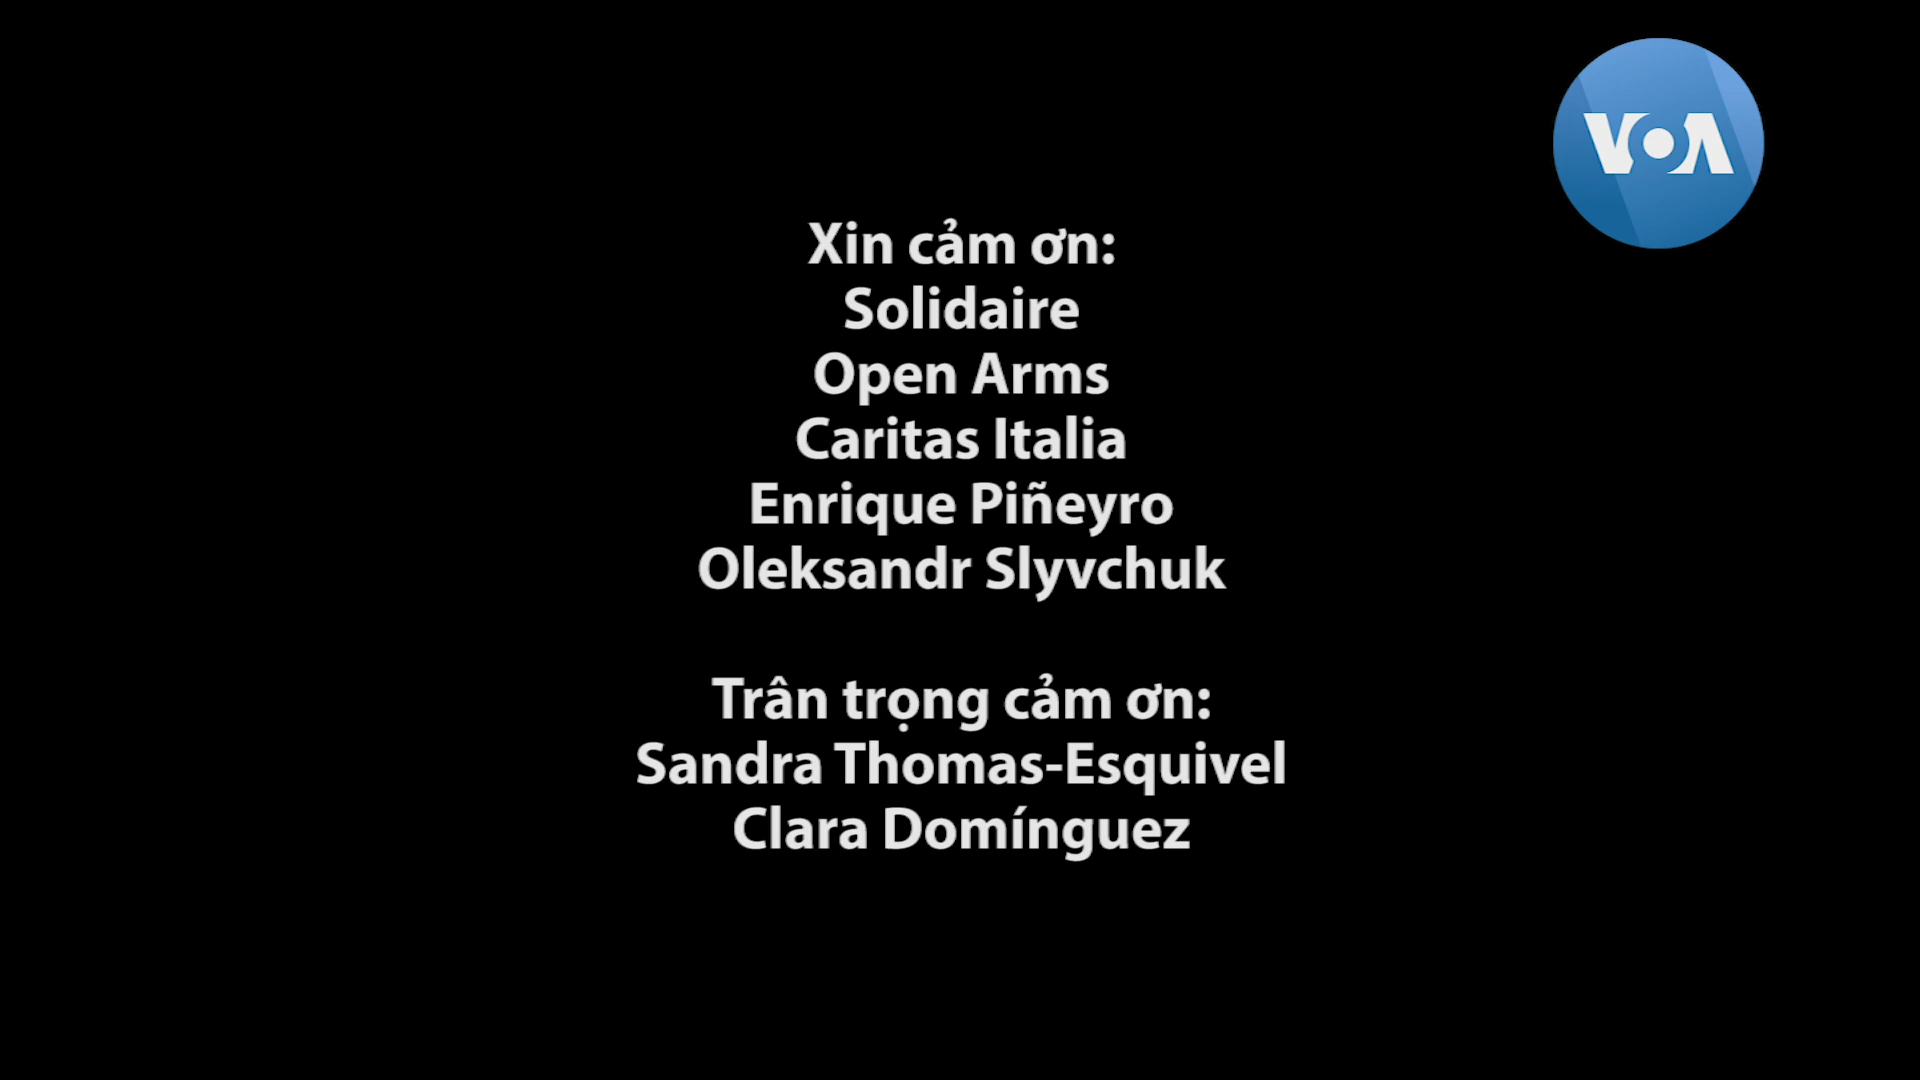 VOA
Xin cảm ơn:
Solidaire
Open Arms
Caritas Italia
Enrique Piñeyro
Oleksandr Slyvchuk
Trân trọng cảm ơn:
Sandra Thomas-Esquivel
Clara Domínguez